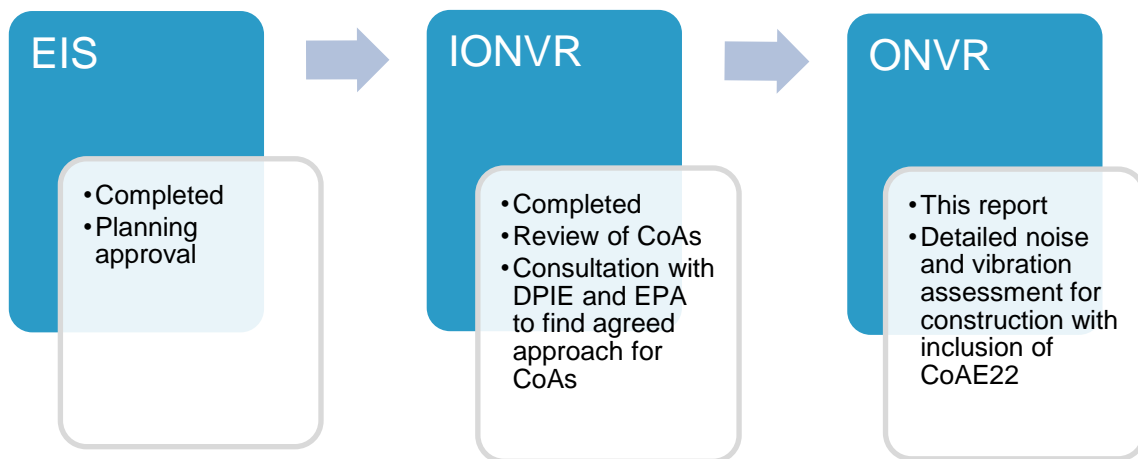 EIS
•Completed
•Planning
approval
IONVR
•Completed
•Review of CoAs
•Consultation with
DPIE and EPA
to find agreed
approach for
CoAs
ONVR
•This report
•Detailed noise
and vibration
assessment for
construction with
inclusion of
CoAE22